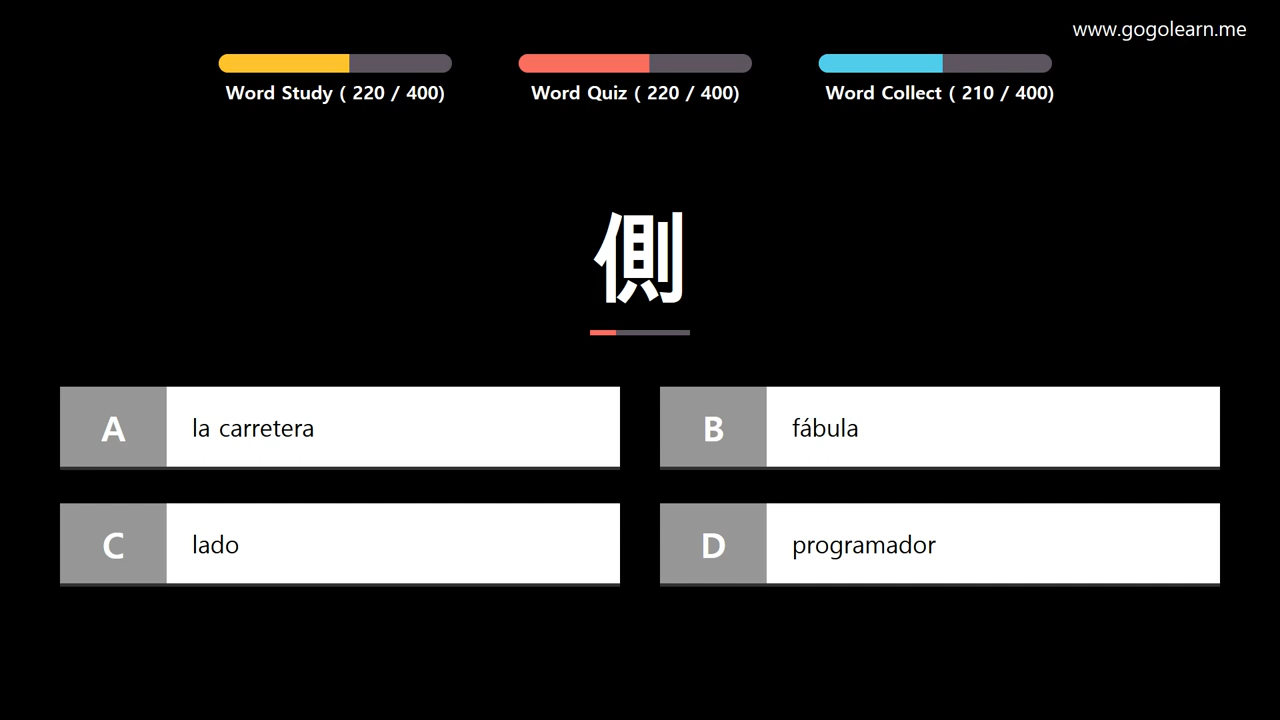 www.gogolearn.me
Word Study ( 220 / 400)
Word Quiz ( 220 / 400)
Word Collect ( 210 / 400)
側
A la carretera
B fábula
C lado
D programador